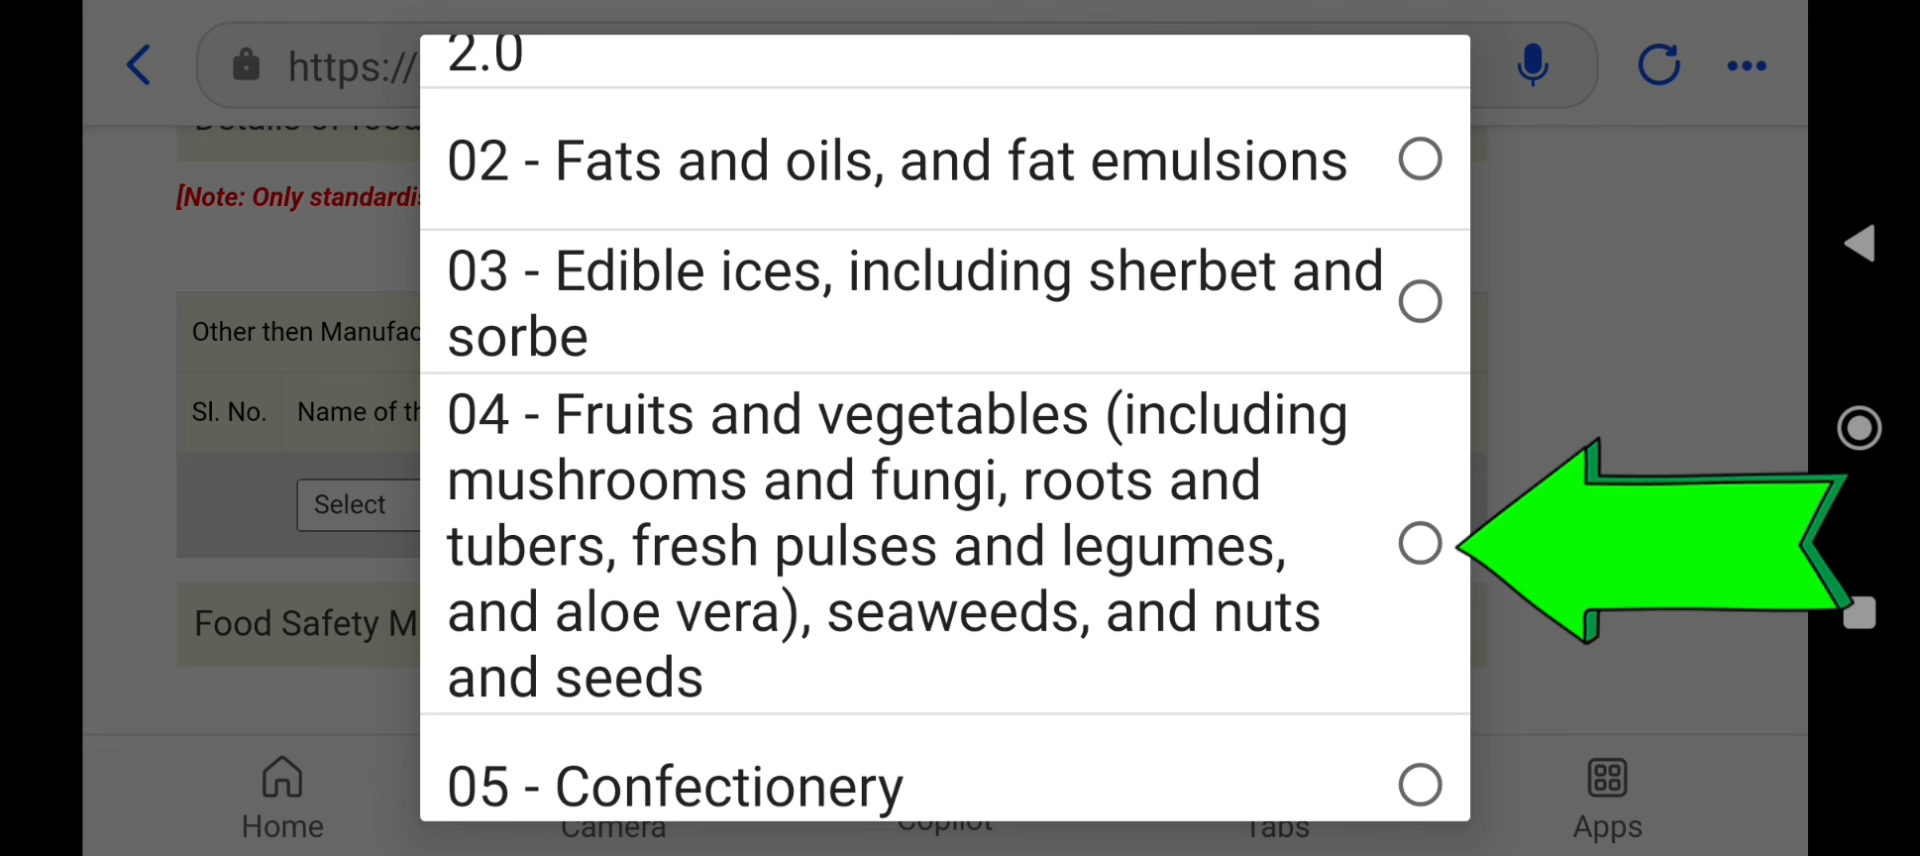 https://
2.0
[Note: Only standardi
02 - Fats and oils, and fat emulsions
03 - Edible ices, including sherbet and
sorbe
Other then Manufac
Sl. No.
Name of th
04 - Fruits and vegetables (including
mushrooms and fungi, roots and
tubers, fresh pulses and legumes,
and aloe vera), seaweeds, and nuts
and seeds
Select
Food Safety M
05 - Confectionery
Home
Camera
Copilot
Tabs
Apps